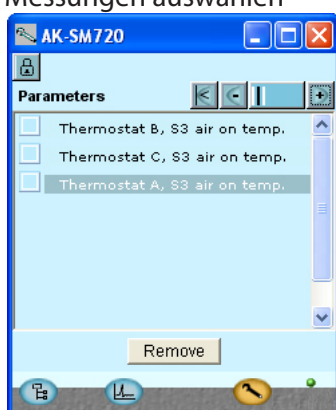 Messungen auswählen
AK-SM720
Parameters
Thermostat B, S3 air on temp.
Thermostat C, S3 air on temp.
Thermostat A, S3 air on temp.
Remove